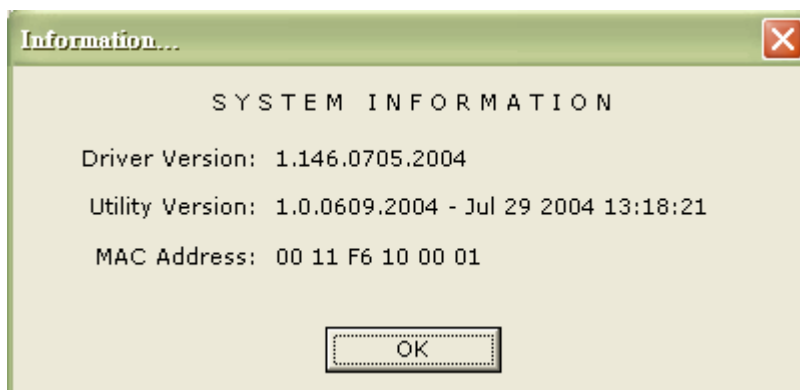 Information...
SYSTEM INFORMATION
Driver Version: 1.146.0705.2004
Utility Version: 1.0.0609.2004 - Jul 29 2004 13:18:21
MAC Address: 00 11 F6 10 00 01
OK